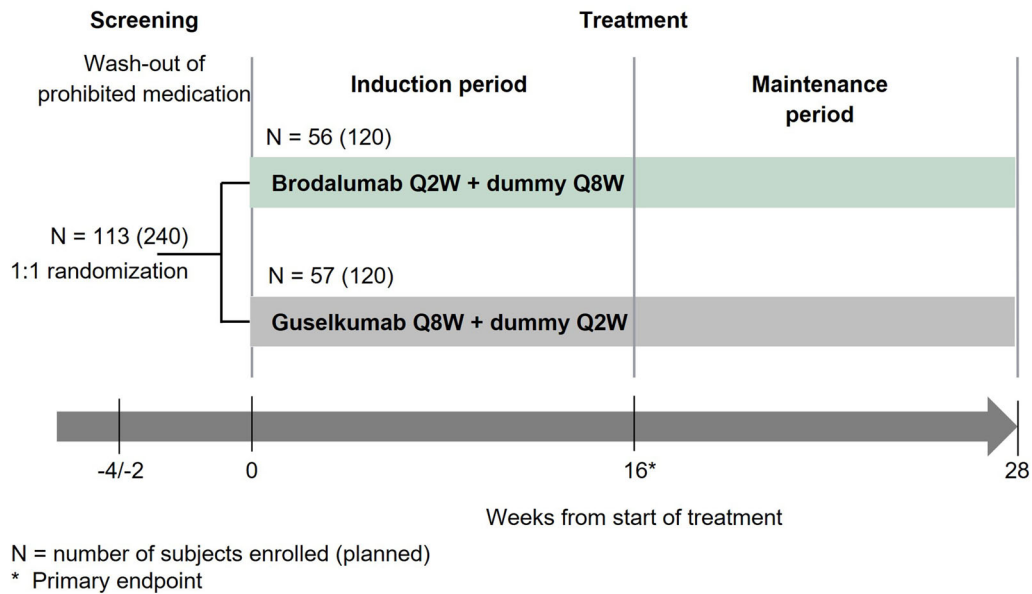 Screening
Treatment
Wash-out of
prohibited medication
Induction period
Maintenance
period
N = 56 (120)
Brodalumab Q2W + dummy Q8W
N = 113 (240)
1:1 randomization
N = 57 (120)
Guselkumab Q8W + dummy Q2W
-4/-2
0
16*
28
Weeks from start of treatment
N = number of subjects enrolled (planned)
* Primary endpoint